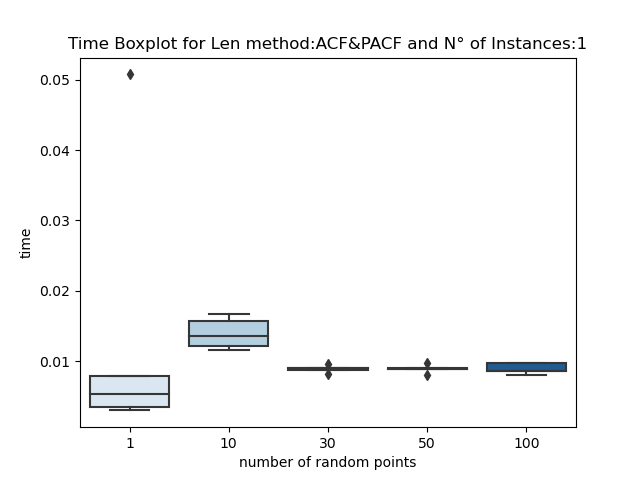 Time Boxplot for Len method:ACF&PACF and N° of Instances:1
0.05
0.04
0.03
0.02
0.01
time
1 10 30 50 100
number of random points